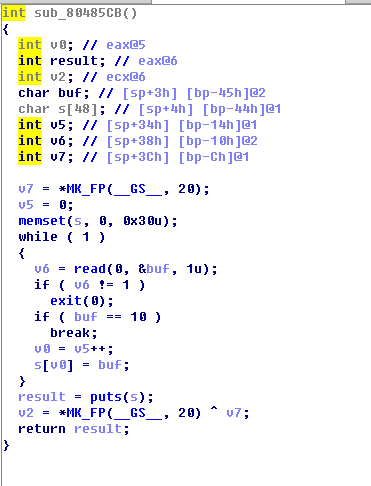 int sub_80485CB()
{
  int v0; // eax@5
  int result; // eax@6
  int v2; // ecx@6
  char buf; // [sp+3h] [bp-45h]@2
  char s[48]; // [sp+4h] [bp-44h]@1
  int v5; // [sp+34h] [bp-14h]@1
  int v6; // [sp+38h] [bp-10h]@2
  int v7; // [sp+3Ch] [bp-Ch]@1

  v7 = *MK_FP(__GS__, 20);
  v5 = 0;
  memset(s, 0, 0x30u);
  while ( 1 )
  {
    v6 = read(0, &buf, 1u);
    if ( v6 != 1 )
      exit(0);
    if ( buf == 10 )
      break;
    v0 = v5++;
    s[v0] = buf;
  }
  result = puts(s);
  v2 = *MK_FP(__GS__, 20) ^ v7;
  return result;
}